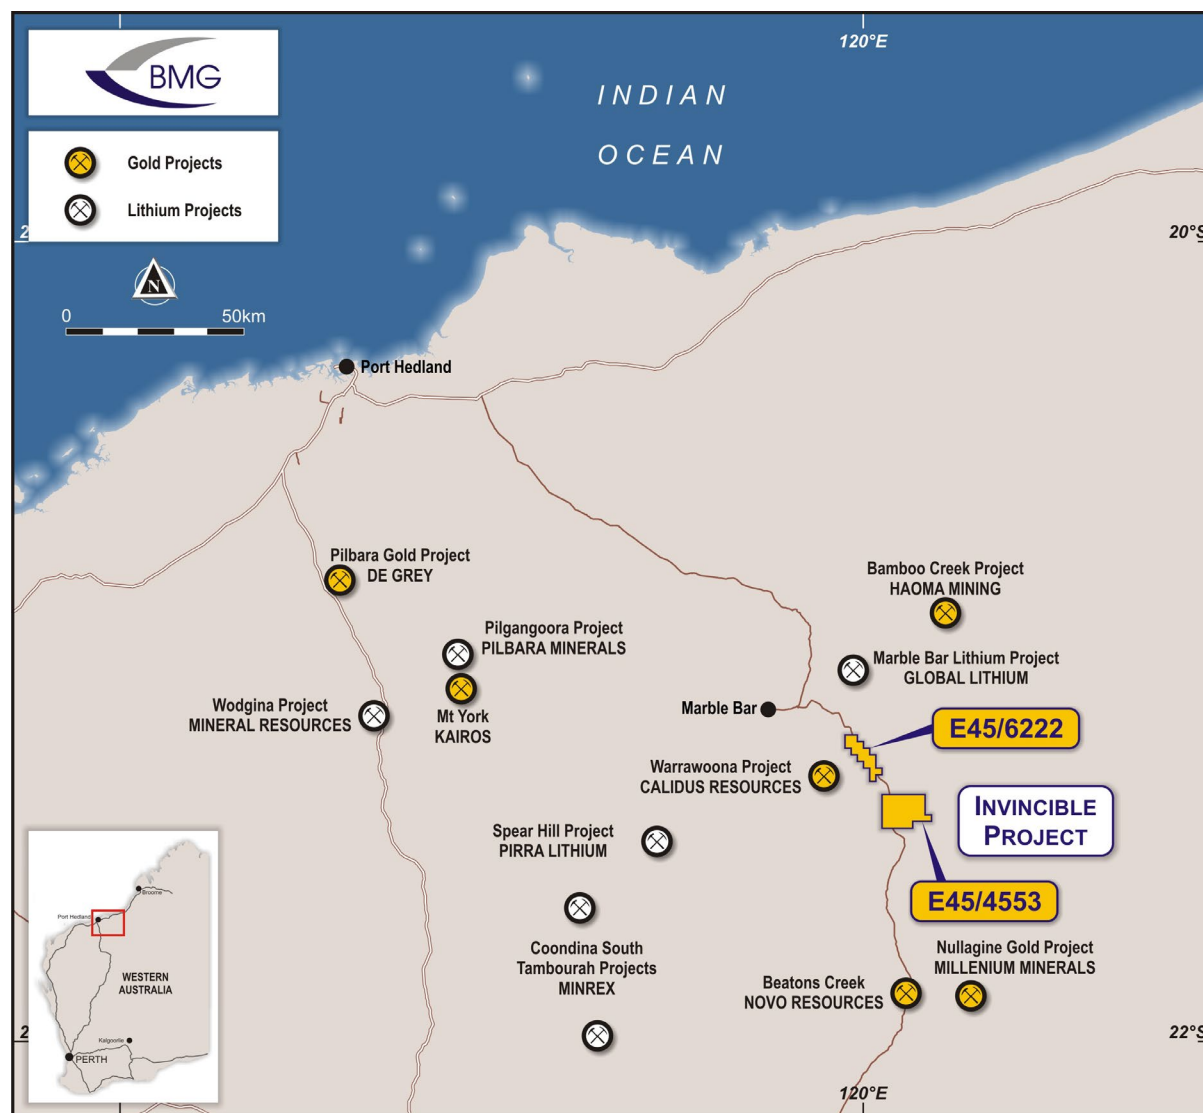 BMG
120°E
INDIAN
OCEAN
Gold Projects
Lithium Projects
20°S
N
0 50km
Port Hedland
Pilbara Gold Project
DE GREY
Bamboo Creek Project
HAOMA MINING
Pilgangoora Project
PILBARA MINERALS
Marble Bar Lithium Project
GLOBAL LITHIUM
Wodgina Project
MINERAL RESOURCES
Mt York
KAIROS
Marble Bar
E45/6222
Warrawoona Project
CALIDUS RESOURCES
INVINCIBLE
PROJECT
Spear Hill Project
PIRRA LITHIUM
E45/4553
Coondina South
Tambourah Projects
MINREX
Nullagine Gold Project
MILLENIUM MINERALS
Beatons Creek
NOVO RESOURCES
Broome
Port Hedland
WESTERN
AUSTRALIA
Kalgoorlie
PERTH
22°S
120°E